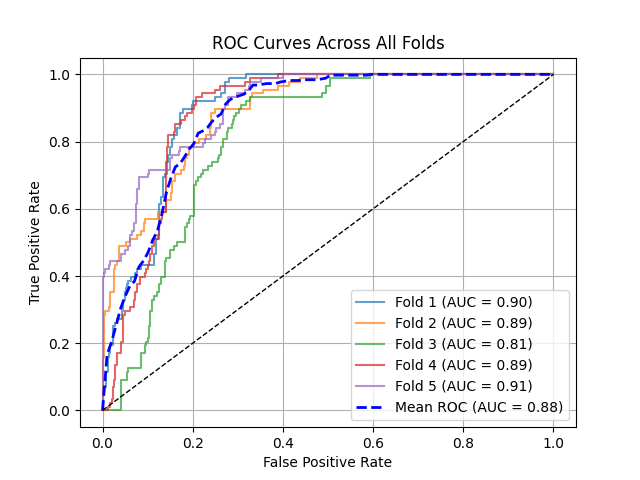 ROC Curves Across All Folds
True Positive Rate
1.0
0.8
0.6
0.4
0.2
0.0
0.0 0.2 0.4 0.6 0.8 1.0
False Positive Rate
Fold 1 (AUC = 0.90)
Fold 2 (AUC = 0.89)
Fold 3 (AUC = 0.81)
Fold 4 (AUC = 0.89)
Fold 5 (AUC = 0.91)
Mean ROC (AUC = 0.88)